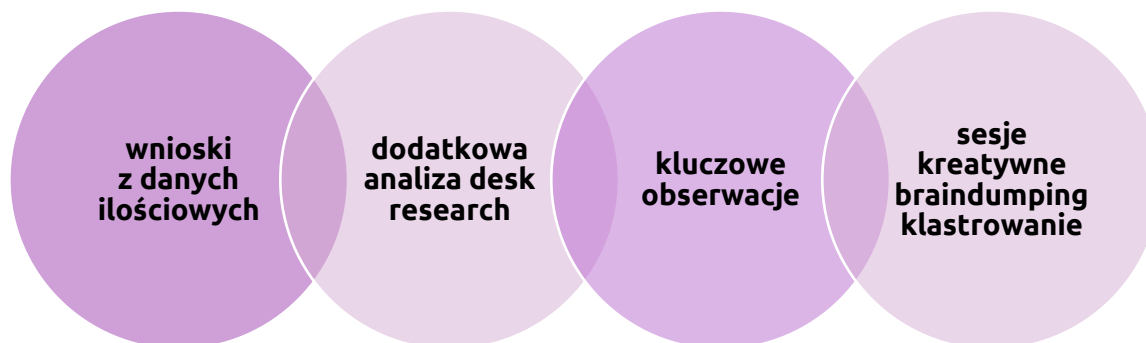 wnioski
z danych
ilościowych
dodatkowa
analiza desk
research
kluczowe
obserwacje
sesje
kreatywne
braindumping
klastrowanie